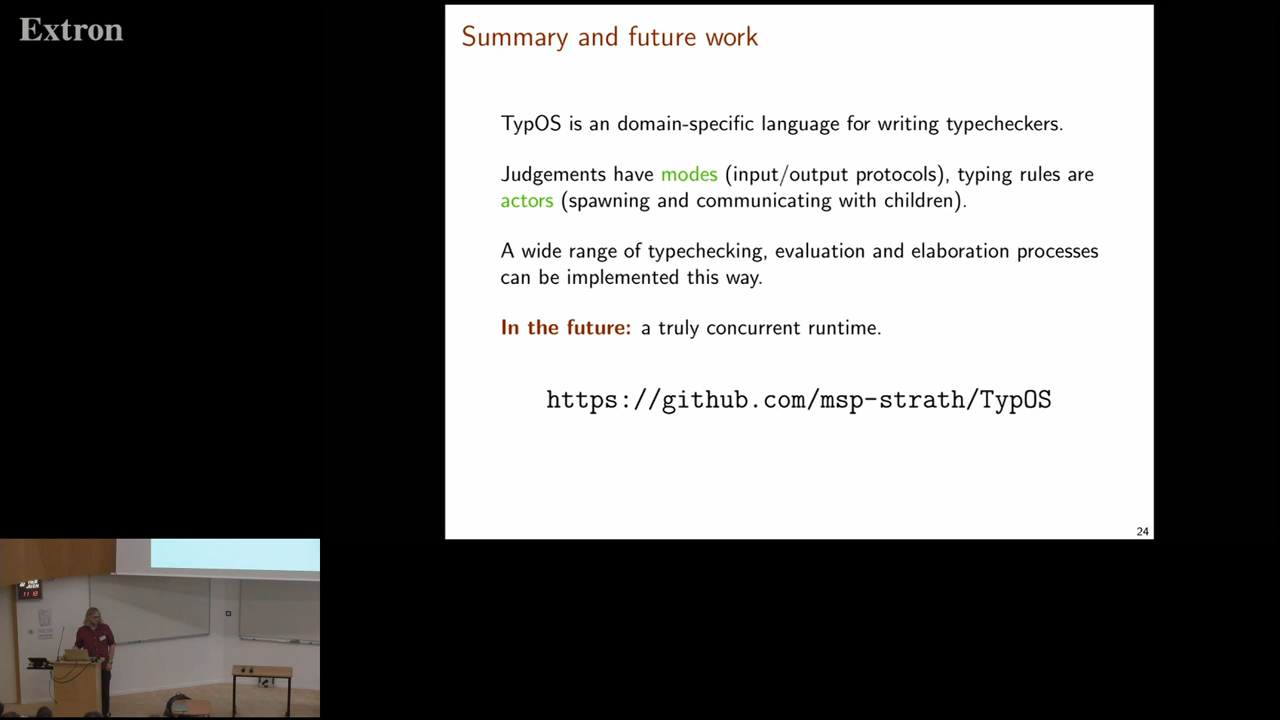 Extron
Summary and future work
TypOS is an domain-specific language for writing typecheckers.
Judgements have modes (input/output protocols), typing rules are
actors (spawning and communicating with children).
A wide range of typechecking, evaluation and elaboration processes
can be implemented this way.
In the future: a truly concurrent runtime.
https://github.com/msp-strath/TypOS
24